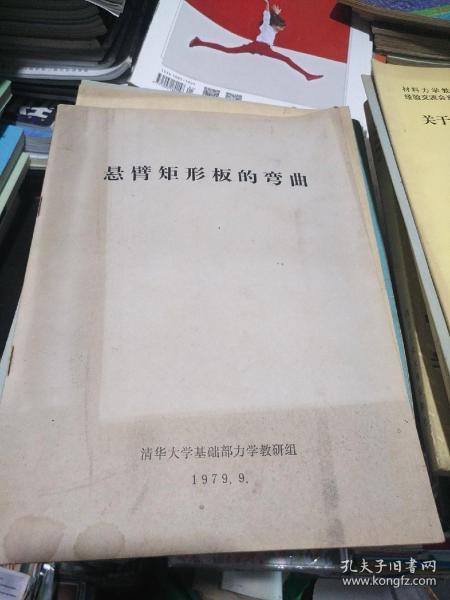 悬臂矩形板的弯曲
清华大学基础部力学教研组
1979.9.
材料力学教
经验交流会
关于
孔夫子旧书网
www.kongfz.com